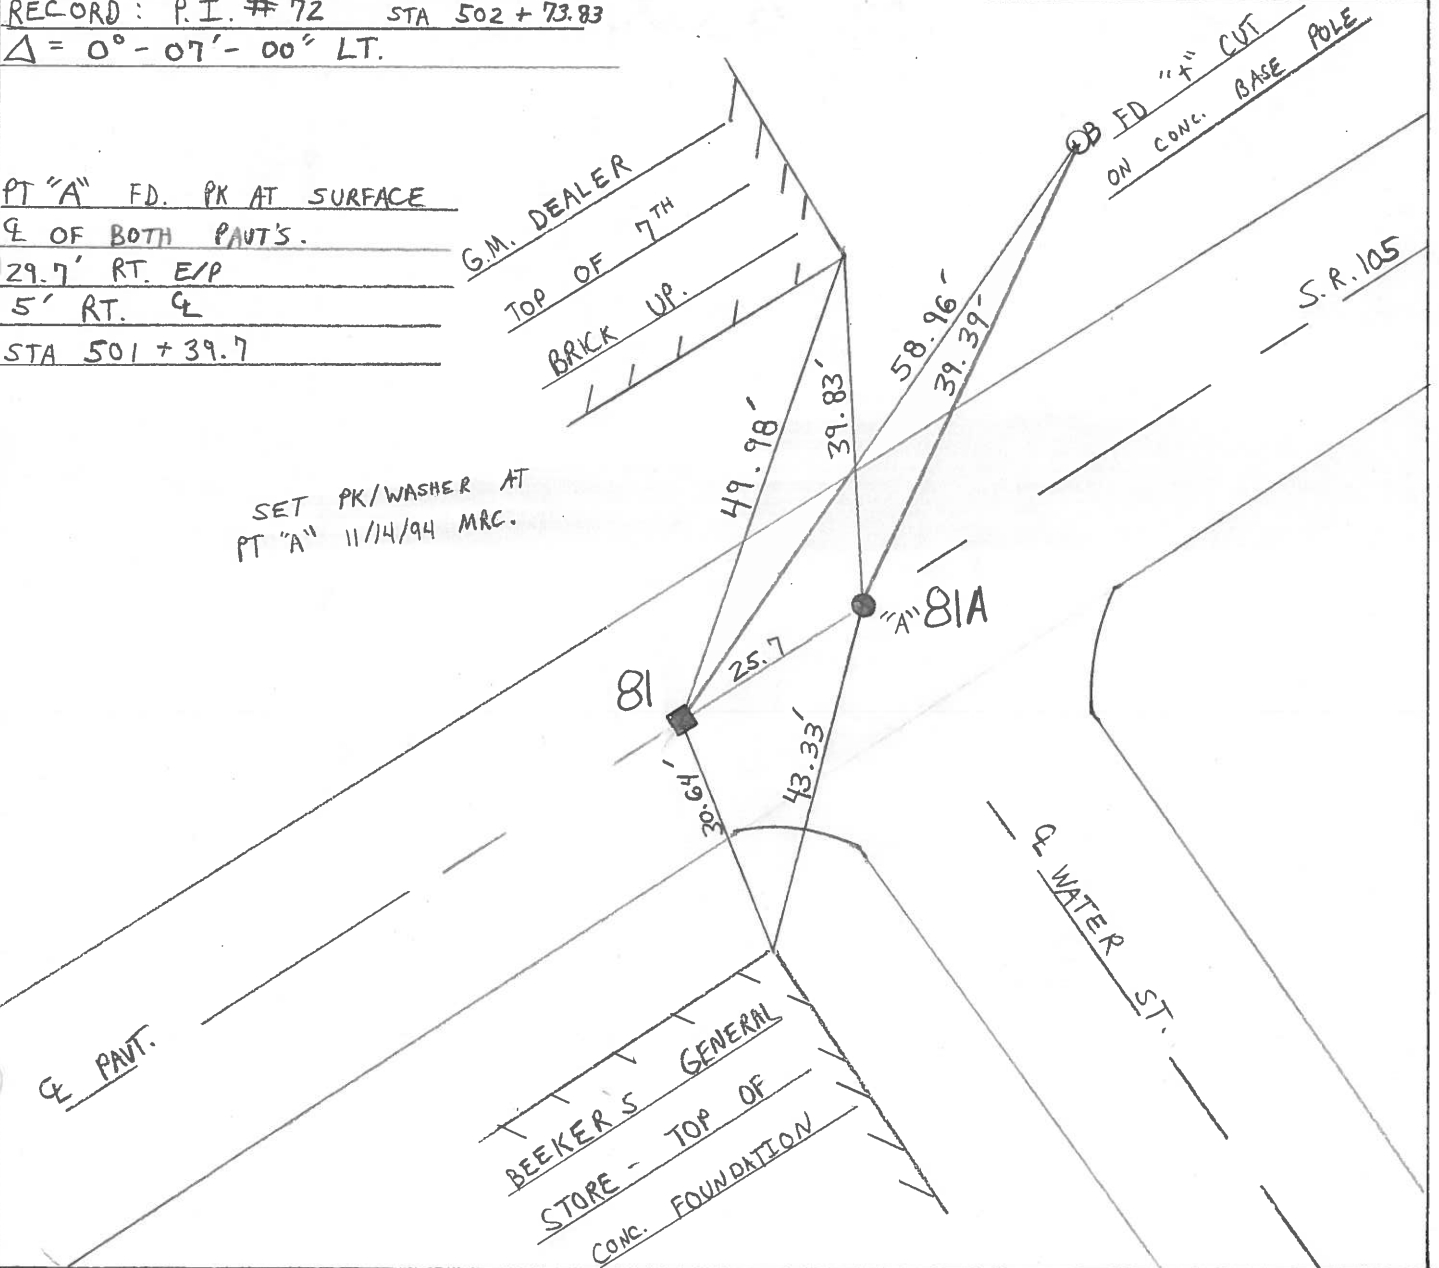 RECORD: P.I. # 72 STA 502 + 73.83
Δ = 0° - 07' - 00" LT.
PT "A" FD. PK AT SURFACE
℄ OF BOTH PAVT'S.
29.7' RT. E/P
5' RT. ℄
STA 501 + 39.7
G.M. DEALER
TOP OF 7TH
BRICK UP.
B FD "+" CUT
ON CONC. BASE POLE
S.R. 105
58.96'
39.39'
39.83'
49.98'
SET PK/WASHER AT
PT "A" 11/14/94 MRC.
"A" 81A
25.7
81
43.33'
30.64'
℄ WATER ST.
℄ PAVT.
BEEKERS GENERAL
STORE - TOP OF
CONC. FOUNDATION